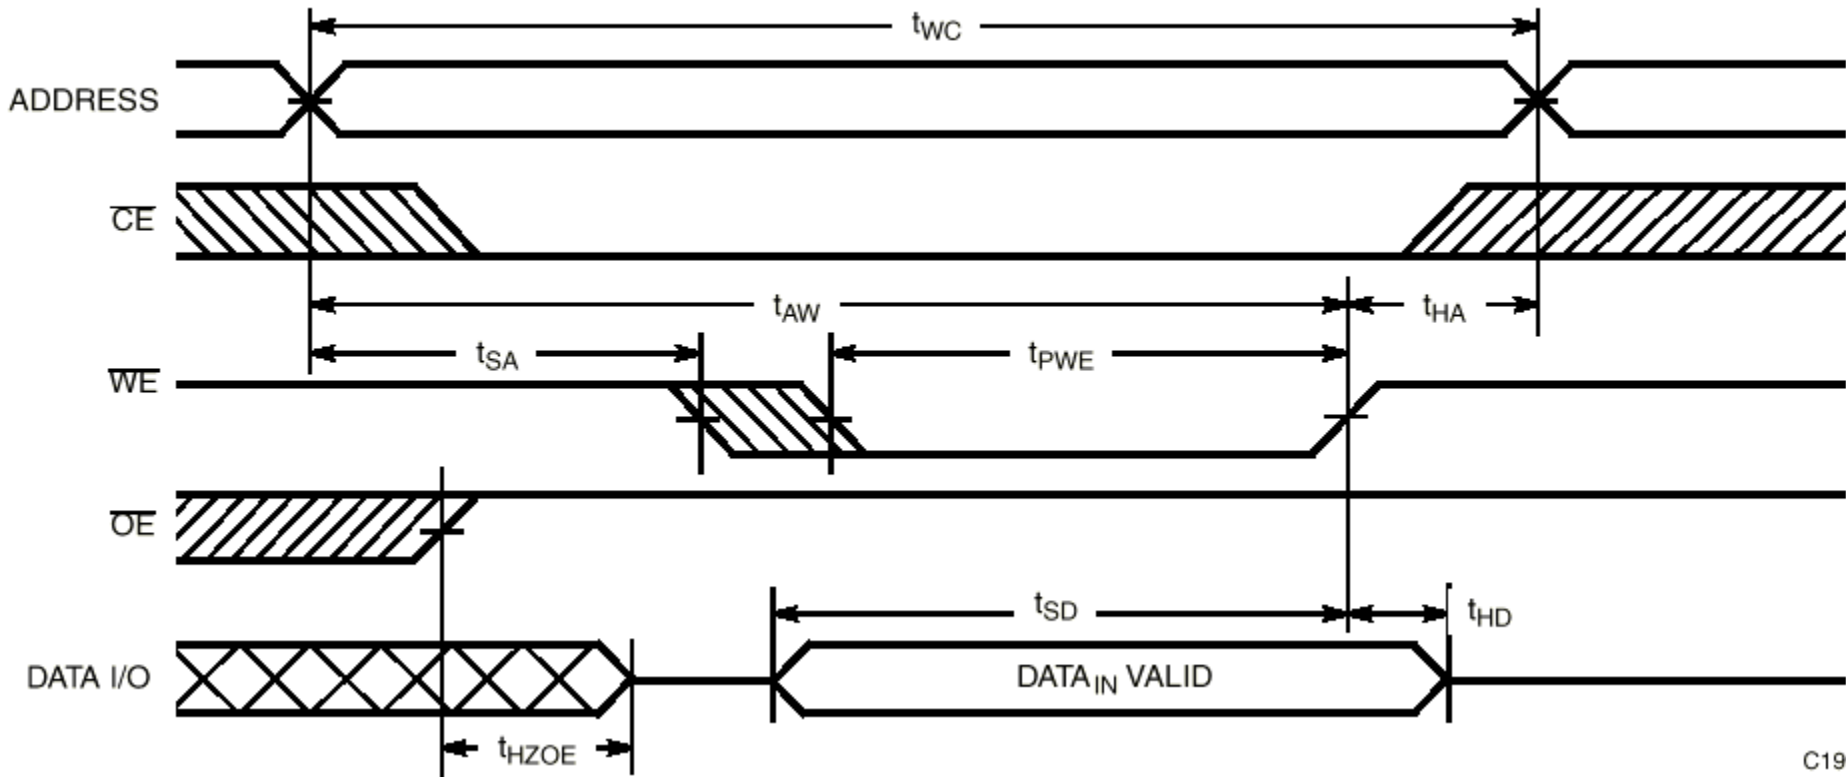 tWC
ADDRESS
CE
tAW
tHA
tSA
tPWE
WE
OE
tSD
tHD
DATA I/O
DATAIN VALID
tHZOE
C19